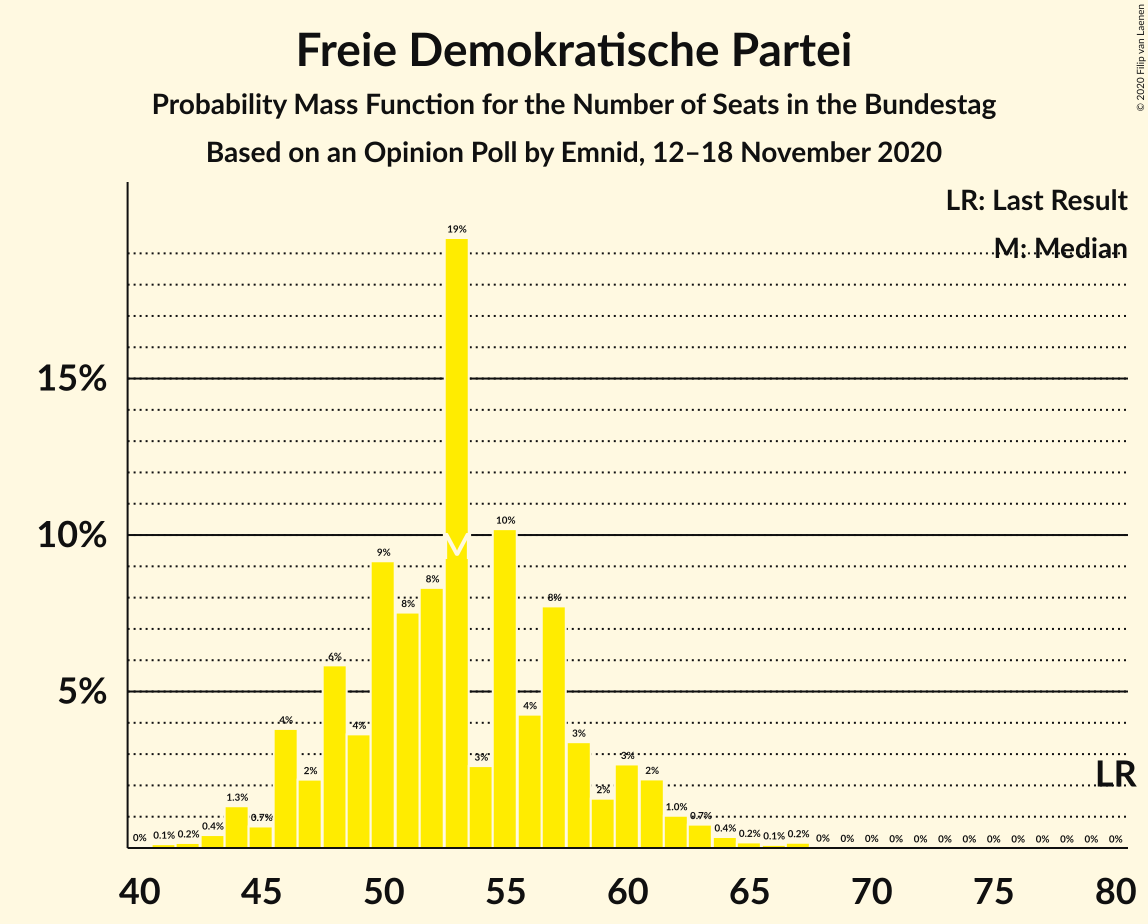 Freie Demokratische Partei
Probability Mass Function for the Number of Seats in the Bundestag
Based on an Opinion Poll by Emnid, 12–18 November 2020
© 2020 Filip van Laenen
LR: Last Result
M: Median
15%
10%
5%
0% 0.1% 0.2% 0.4% 1.3% 0.7% 4% 2% 6% 4% 9% 8% 8% 19% 3% 10% 4% 8% 3% 2% 3% 2% 1.0% 0.7% 0.4% 0.2% 0.1% 0.2% 0% 0% 0% 0% 0% 0% 0% 0% 0% 0% 0% 0% 0%
LR
40 45 50 55 60 65 70 75 80